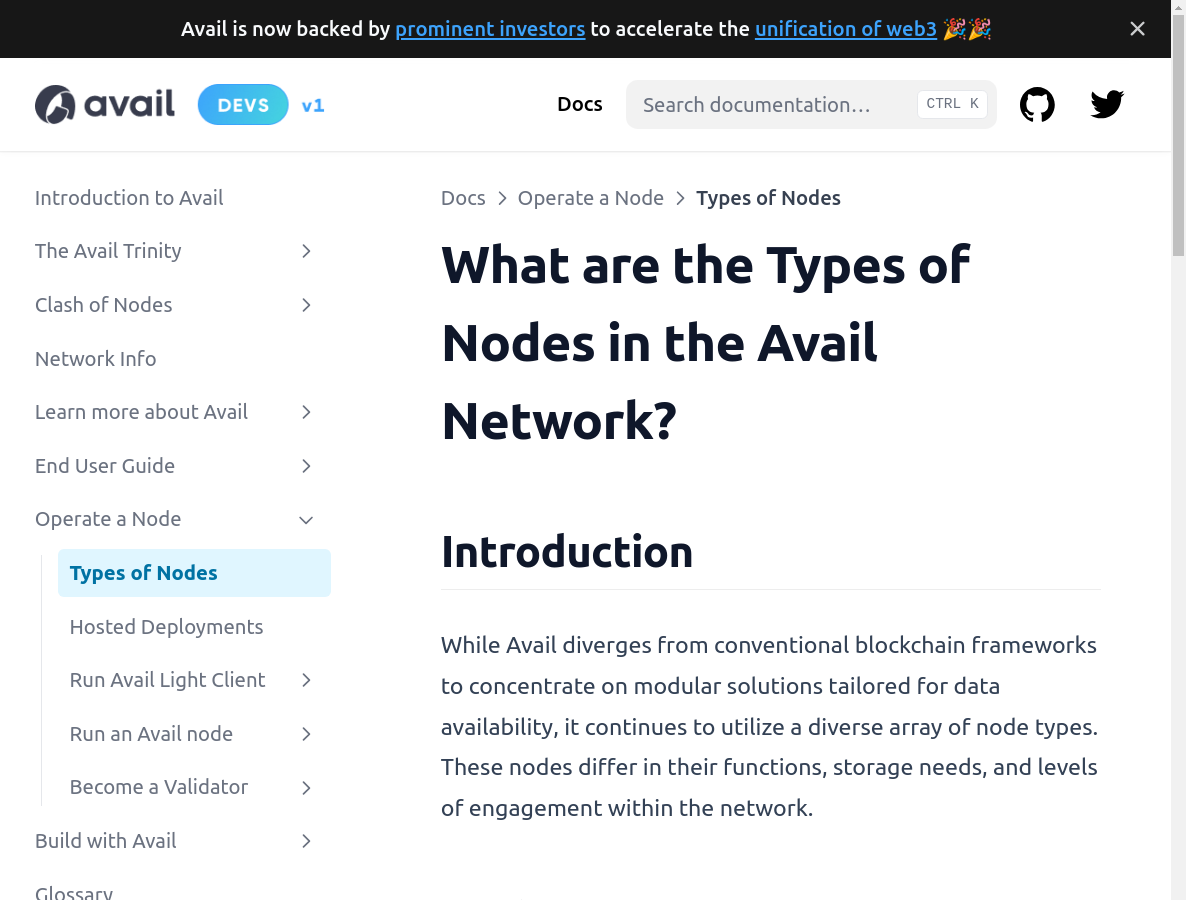 Avail is now backed by prominent investors to accelerate the unification of web3 🎉🎉
avail DEVS v1
Docs
Search documentation…
CTRL K
Introduction to Avail
The Avail Trinity
Clash of Nodes
Network Info
Learn more about Avail
End User Guide
Operate a Node
Types of Nodes
Hosted Deployments
Run Avail Light Client
Run an Avail node
Become a Validator
Build with Avail
Glossary
Docs > Operate a Node > Types of Nodes
What are the Types of
Nodes in the Avail
Network?
Introduction
While Avail diverges from conventional blockchain frameworks
to concentrate on modular solutions tailored for data
availability, it continues to utilize a diverse array of node types.
These nodes differ in their functions, storage needs, and levels
of engagement within the network.